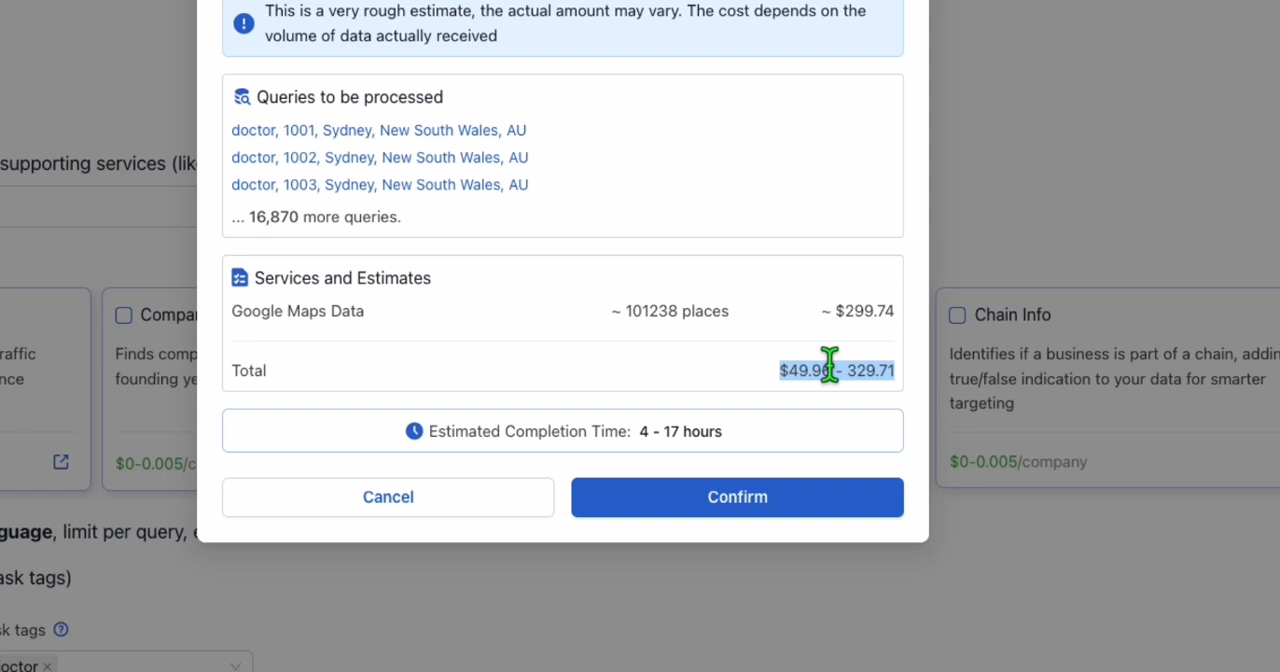 This is a very rough estimate, the actual amount may vary. The cost depends on the
volume of data actually received
Queries to be processed
doctor, 1001, Sydney, New South Wales, AU
doctor, 1002, Sydney, New South Wales, AU
doctor, 1003, Sydney, New South Wales, AU
... 16,870 more queries.
supporting services (lik
Services and Estimates
Google Maps Data ~ 101238 places ~ $299.74
Total $49.9 - 329.71
Estimated Completion Time: 4 - 17 hours
Cancel Confirm
raffic
nce
Compa
Finds comp
founding ye
$0-0.005/c
Chain Info
Identifies if a business is part of a chain, addin
true/false indication to your data for smarter
targeting
$0-0.005/company
guage, limit per query,
ask tags)
sk tags
octor ×